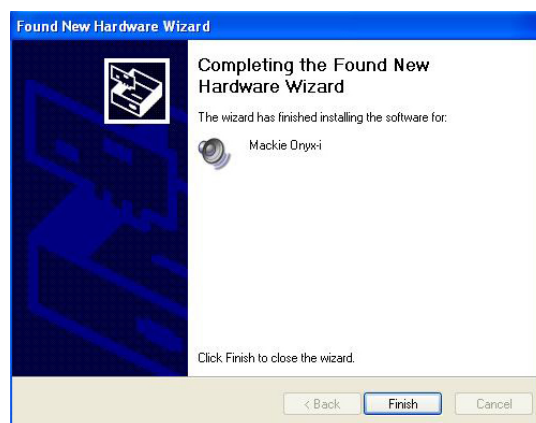 Found New Hardware Wizard
Completing the Found New
Hardware Wizard
The wizard has finished installing the software for:
Mackie Onyx-i
Click Finish to close the wizard.
< Back
Finish
Cancel